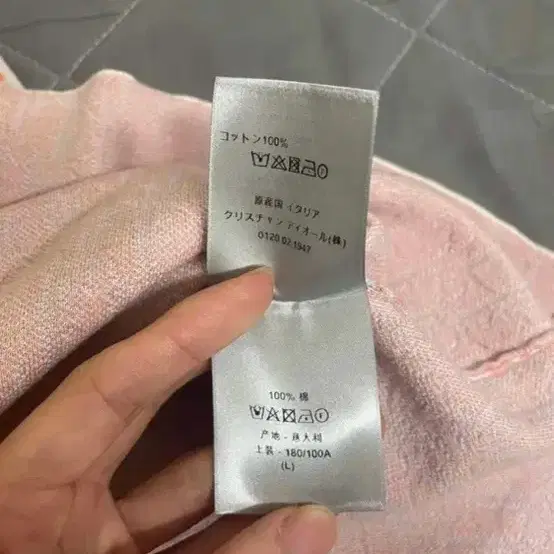 コットン100%
原産国 イタリア
クリスチャン ディオール(株)
0120.02.1947
100% 棉
产地 - 意大利
上装 - 180/100A
(L)